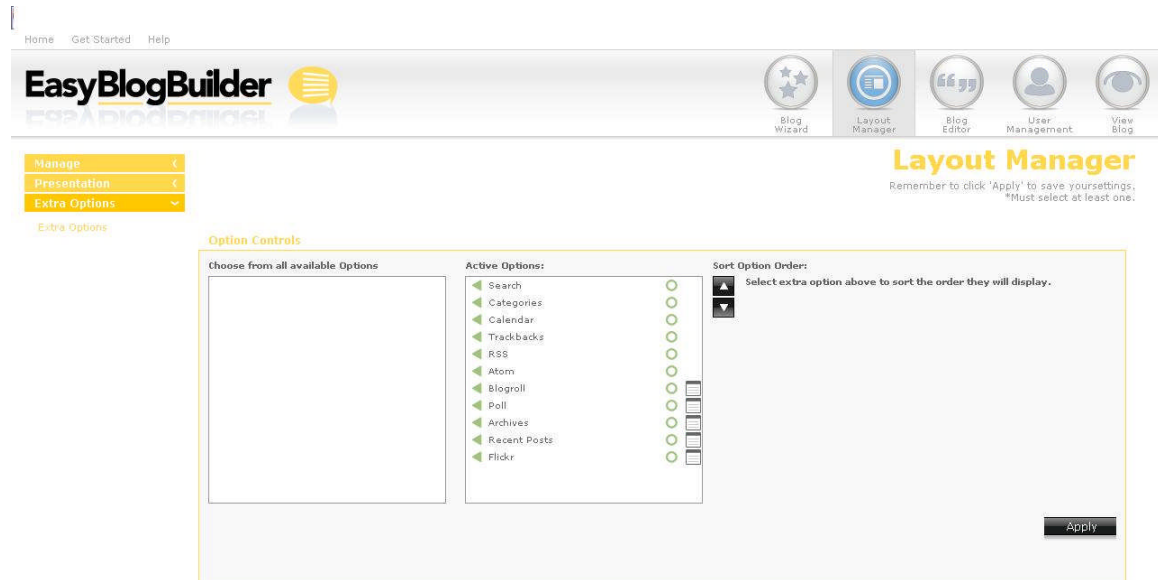 Home Get Started Help
EasyBlogBuilder
Blog Wizard
Layout Manager
Blog Editor
User Management
View Blog
Manage
Presentation
Extra Options
Extra Options
Layout Manager
Remember to click 'Apply' to save yoursettings.
*Must select at least one.
Option Controls
Choose from all available Options
Active Options:
Search
Categories
Calendar
Trackbacks
RSS
Atom
Blogroll
Poll
Archives
Recent Posts
Flickr
Sort Option Order:
Select extra option above to sort the order they will display.
Apply